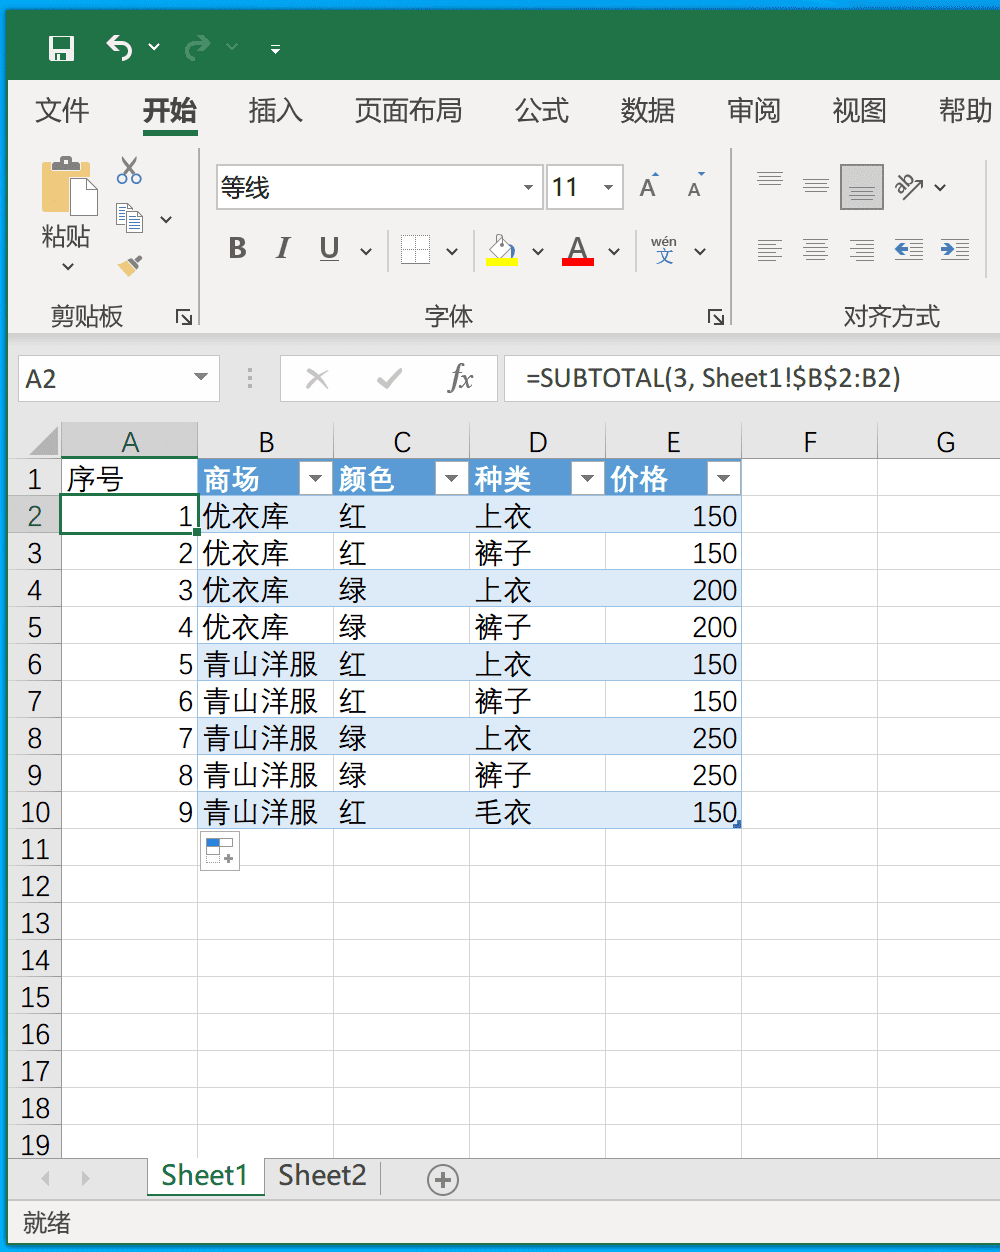 文件 开始 插入 页面布局 公式 数据 审阅 视图 帮助
等线 11 A A ab
粘贴
B I U A wén 文
剪贴板 字体 对齐方式
A2 fx =SUBTOTAL(3, Sheet1!$B$2:B2)
A B C D E F G
1 序号 商场 颜色 种类 价格
2 1 优衣库 红 上衣 150
3 2 优衣库 红 裤子 150
4 3 优衣库 绿 上衣 200
5 4 优衣库 绿 裤子 200
6 5 青山洋服 红 上衣 150
7 6 青山洋服 红 裤子 150
8 7 青山洋服 绿 上衣 250
9 8 青山洋服 绿 裤子 250
10 9 青山洋服 红 毛衣 150
11
12
13
14
15
16
17
18
19
Sheet1 Sheet2
就绪